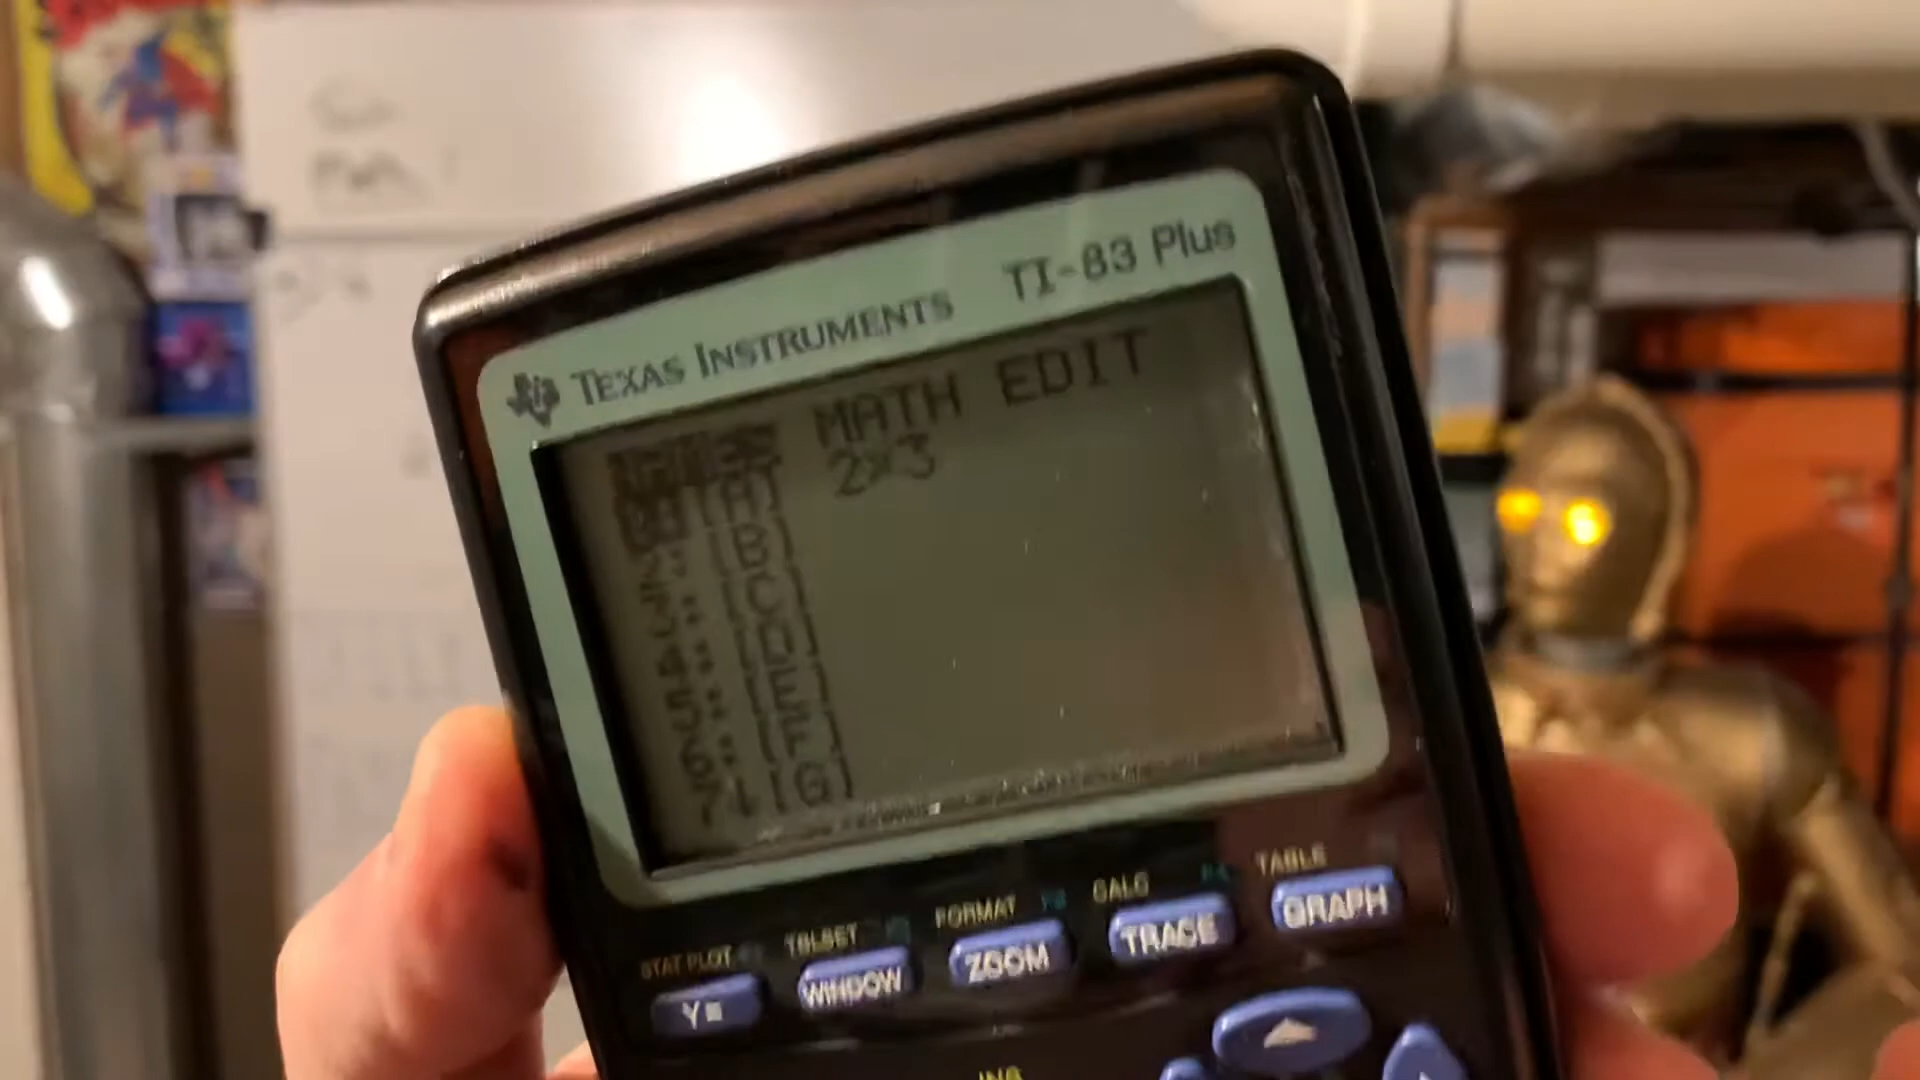 TEXAS INSTRUMENTS TI-83 Plus
NAMES MATH EDIT
1:[A] 2×3
2:[B]
3:[C]
4:[D]
5:[E]
6:[F]
7↓[G]
STAT PLOT TBLSET FORMAT CALC TABLE
Y= WINDOW ZOOM TRACE GRAPH
INS